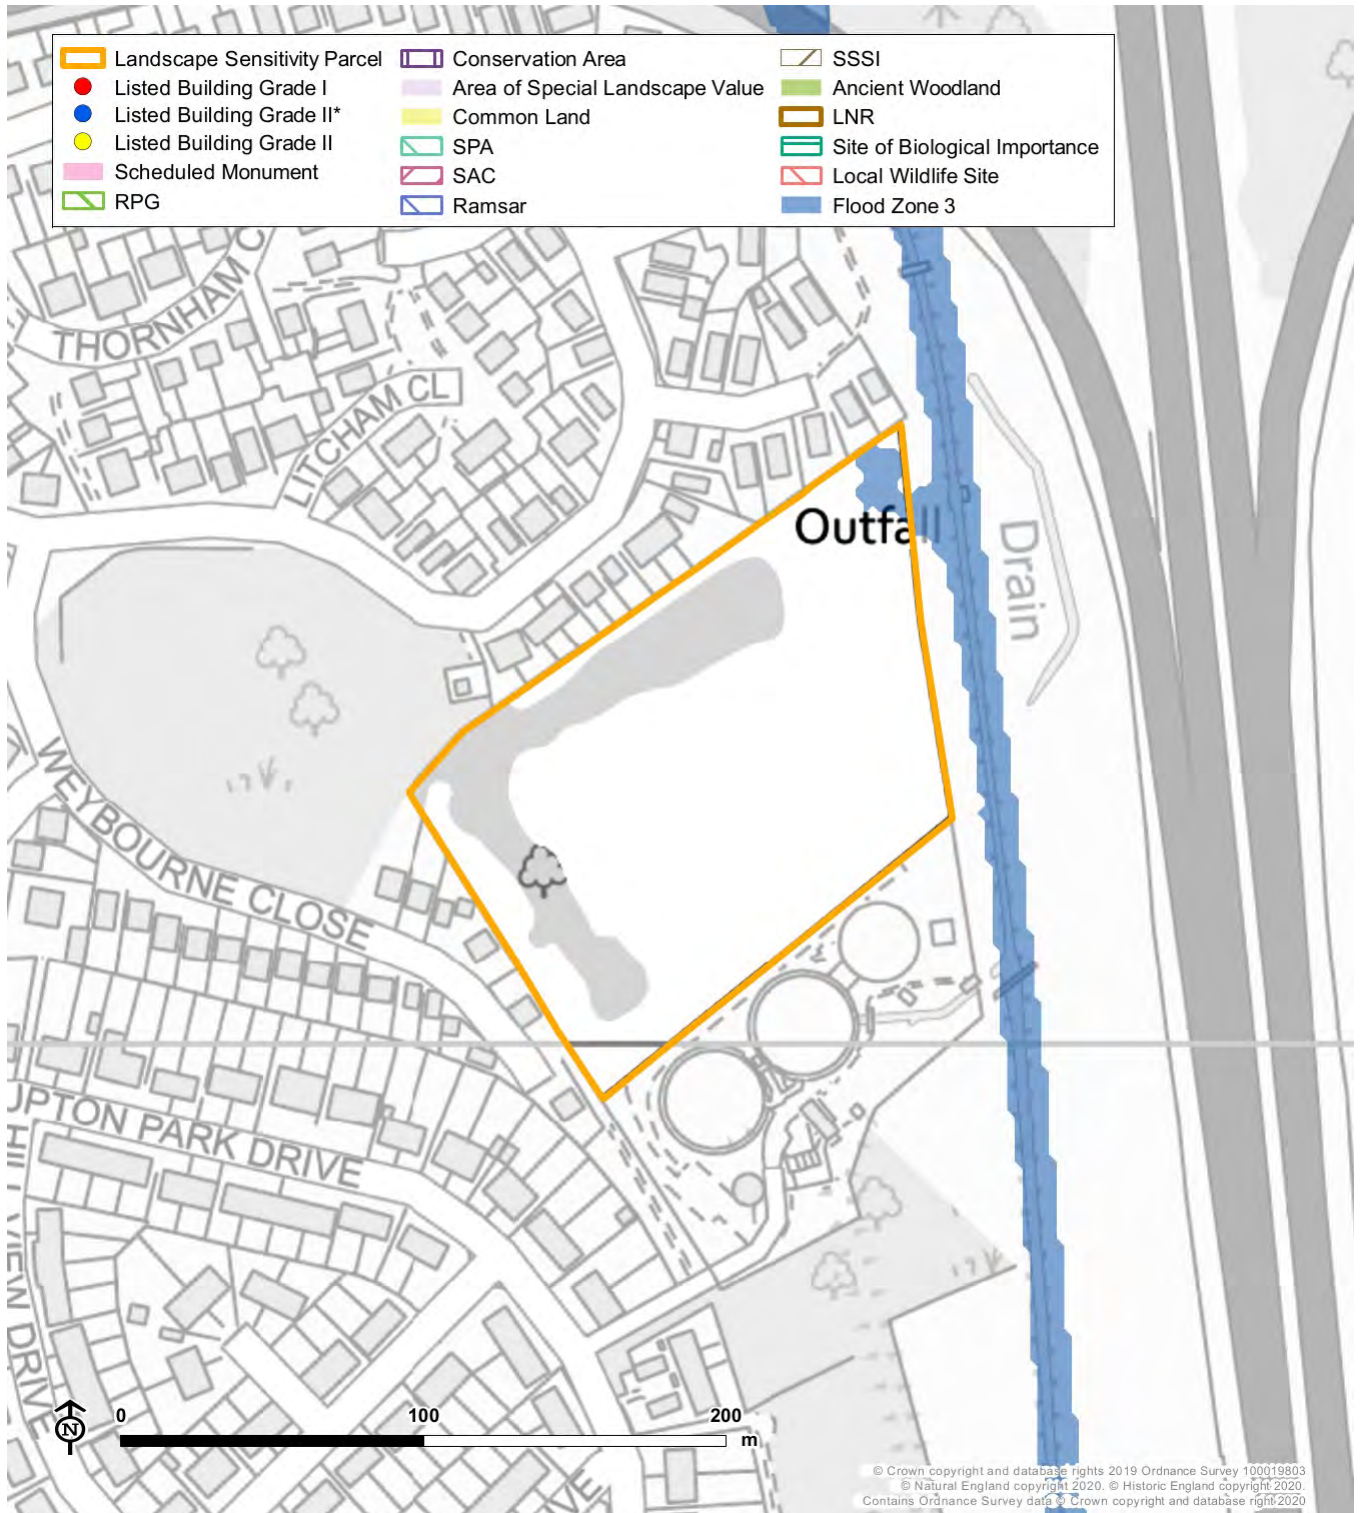 Landscape Sensitivity Parcel
Listed Building Grade I
Listed Building Grade II*
Listed Building Grade II
Scheduled Monument
RPG
Conservation Area
Area of Special Landscape Value
Common Land
SPA
SAC
Ramsar
SSSI
Ancient Woodland
LNR
Site of Biological Importance
Local Wildlife Site
Flood Zone 3
THORNHAM C
LITCHAM CL
Outfall
Drain
WEYBOURNE CLOSE
UPTON PARK DRIVE
VIEW DRIVE
N
0 100 200
m
© Crown copyright and database rights 2019 Ordnance Survey 100019803
© Natural England copyright 2020. © Historic England copyright 2020.
Contains Ordnance Survey data © Crown copyright and database right 2020